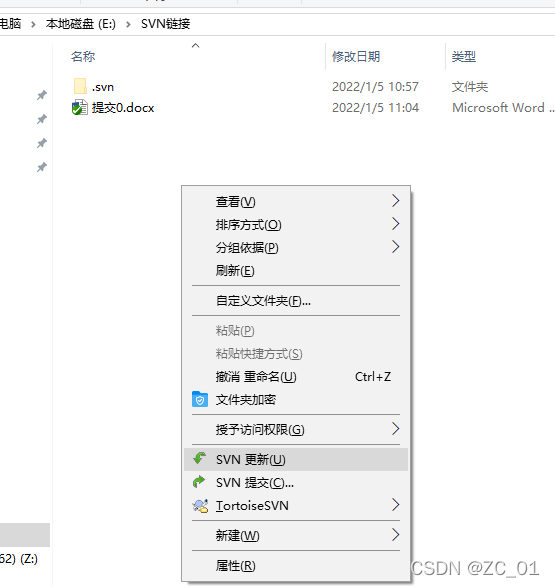 电脑 › 本地磁盘 (E:) › SVN链接
名称 修改日期 类型
.svn 2022/1/5 10:57 文件夹
提交0.docx 2022/1/5 11:04 Microsoft Word ...
查看(V)
排序方式(O)
分组依据(P)
刷新(E)
自定义文件夹(F)...
粘贴(P)
粘贴快捷方式(S)
撤消 重命名(U) Ctrl+Z
文件夹加密
授予访问权限(G)
SVN 更新(U)
SVN 提交(C)...
TortoiseSVN
新建(W)
62) (Z:)
属性(R)
CSDN @ZC_01